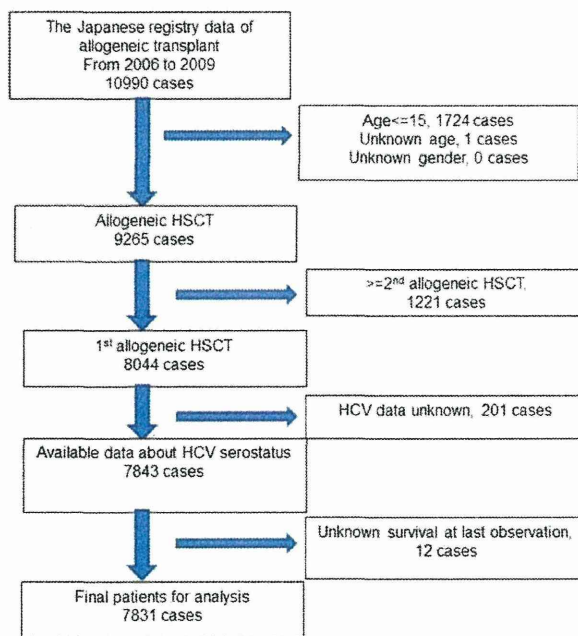 The Japanese registry data of
allogeneic transplant
From 2006 to 2009
10990 cases
Age<=15, 1724 cases
Unknown age, 1 cases
Unknown gender, 0 cases
Allogeneic HSCT
9265 cases
>=2nd allogeneic HSCT,
1221 cases
1st allogeneic HSCT
8044 cases
HCV data unknown, 201 cases
Available data about HCV serostatus
7843 cases
Unknown survival at last observation,
12 cases
Final patients for analysis
7831 cases